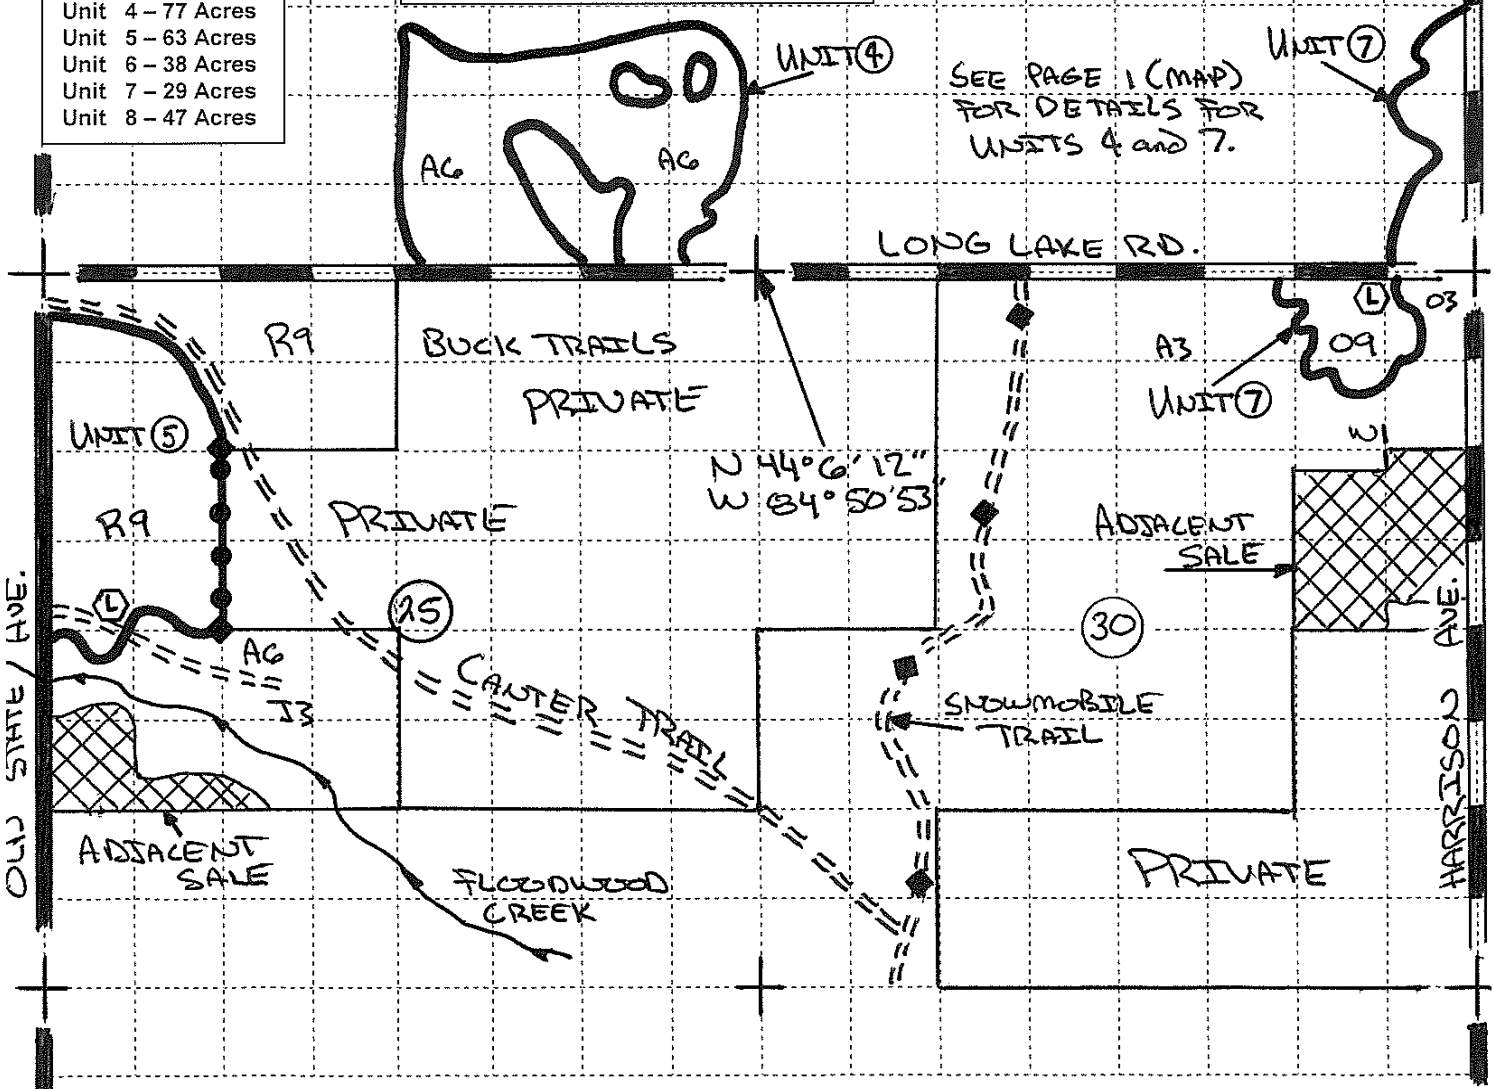 Unit 4 – 77 Acres
Unit 5 – 63 Acres
Unit 6 – 38 Acres
Unit 7 – 29 Acres
Unit 8 – 47 Acres
UNIT 4
UNIT 7
SEE PAGE 1 (MAP)
FOR DETAILS FOR
UNITS 4 and 7.
A6
A6
LONG LAKE RD.
L
03
R9
BUCK TRAILS
A3
O9
PRIVATE
UNIT 7
UNIT 5
W
N 44° 6' 12"
W 84° 50' 53"
R9
PRIVATE
ADJACENT
SALE
L
25
30
A6
CANTER TRAIL
J3
SNOWMOBILE
TRAIL
OLD STATE AVE.
HARRISON AVE.
ADJACENT
SALE
FLOODWOOD
CREEK
PRIVATE